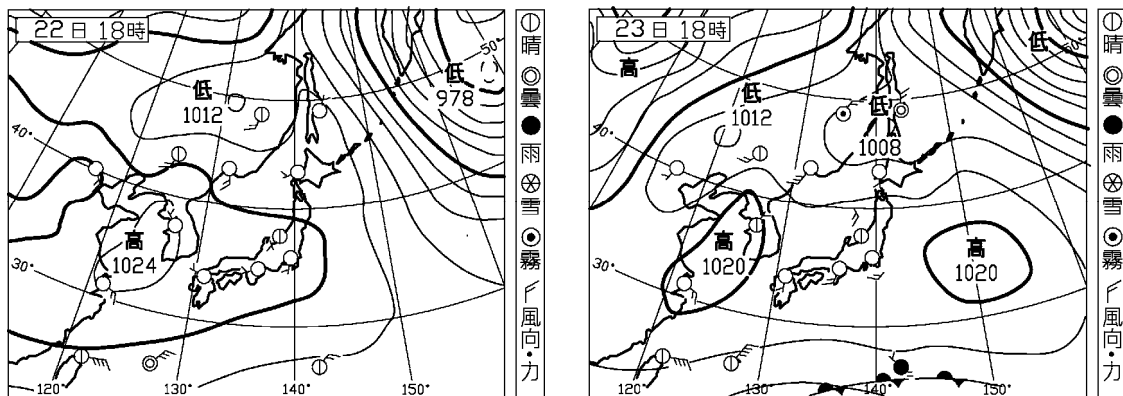 22日18時
50°
低
978
低
1012
40°
高
1024
30°
120°
130°
140°
150°
晴
曇
雨
雪
霧
風向・力
23日18時
低
50°
高
低
1012
低
1008
40°
高
1020
高
1020
30°
120°
130°
140°
150°
晴
曇
雨
雪
霧
風向・力